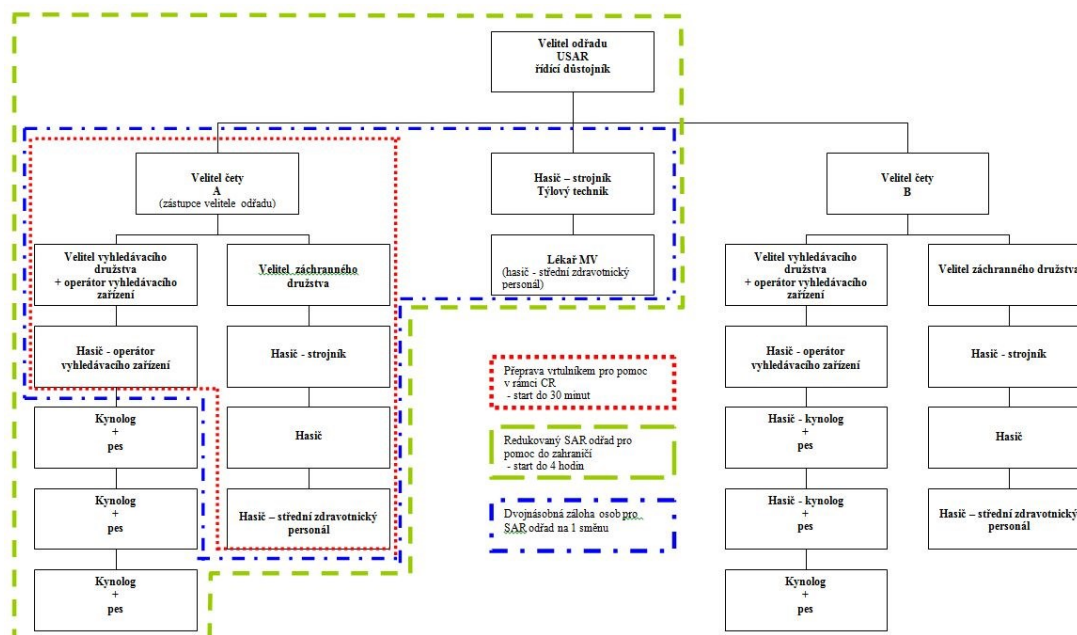 Velitel odřadu
USAR
řídící důstojník
Velitel čety
A
(zástupce velitele odřadu)
Hasič – strojník
Týlový technik
Velitel čety
B
Velitel vyhledávacího
družstva
+ operátor vyhledávacího
zařízení
Velitel záchranného
družstva
Lékař MV
(hasič - střední zdravotnický
personál)
Velitel vyhledávacího
družstva
+ operátor vyhledávacího
zařízení
Velitel záchranného družstva
Hasič - operátor
vyhledávacího zařízení
Hasič - strojník
Hasič - operátor
vyhledávacího zařízení
Hasič - strojník
Přeprava vrtulníkem pro pomoc
v rámci CR
- start do 30 minut
Kynolog
+
pes
Hasič
Redukovaný SAR odřad pro
pomoc do zahraničí
- start do 4 hodin
Hasič - kynolog
+
pes
Hasič
Kynolog
+
pes
Hasič – střední zdravotnický
personál
Dvojnásobná záloha osob pro
SAR odřad na 1 směnu
Hasič - kynolog
+
pes
Hasič – střední zdravotnický
personál
Kynolog
+
pes
Kynolog
+
pes